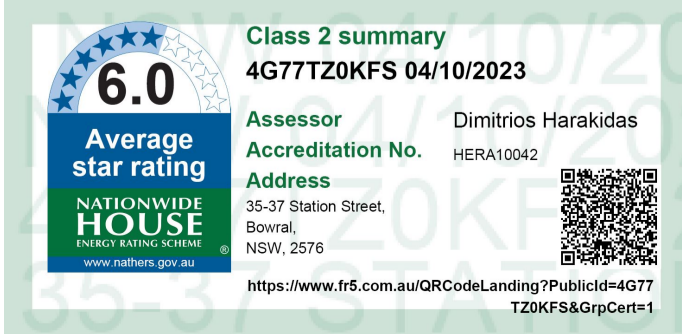 6.0
Average
star rating
NATIONWIDE
HOUSE
ENERGY RATING SCHEME
®
www.nathers.gov.au
Class 2 summary
4G77TZ0KFS 04/10/2023
Assessor Dimitrios Harakidas
Accreditation No. HERA10042
Address
35-37 Station Street,
Bowral,
NSW, 2576
https://www.fr5.com.au/QRCodeLanding?PublicId=4G77
TZ0KFS&GrpCert=1